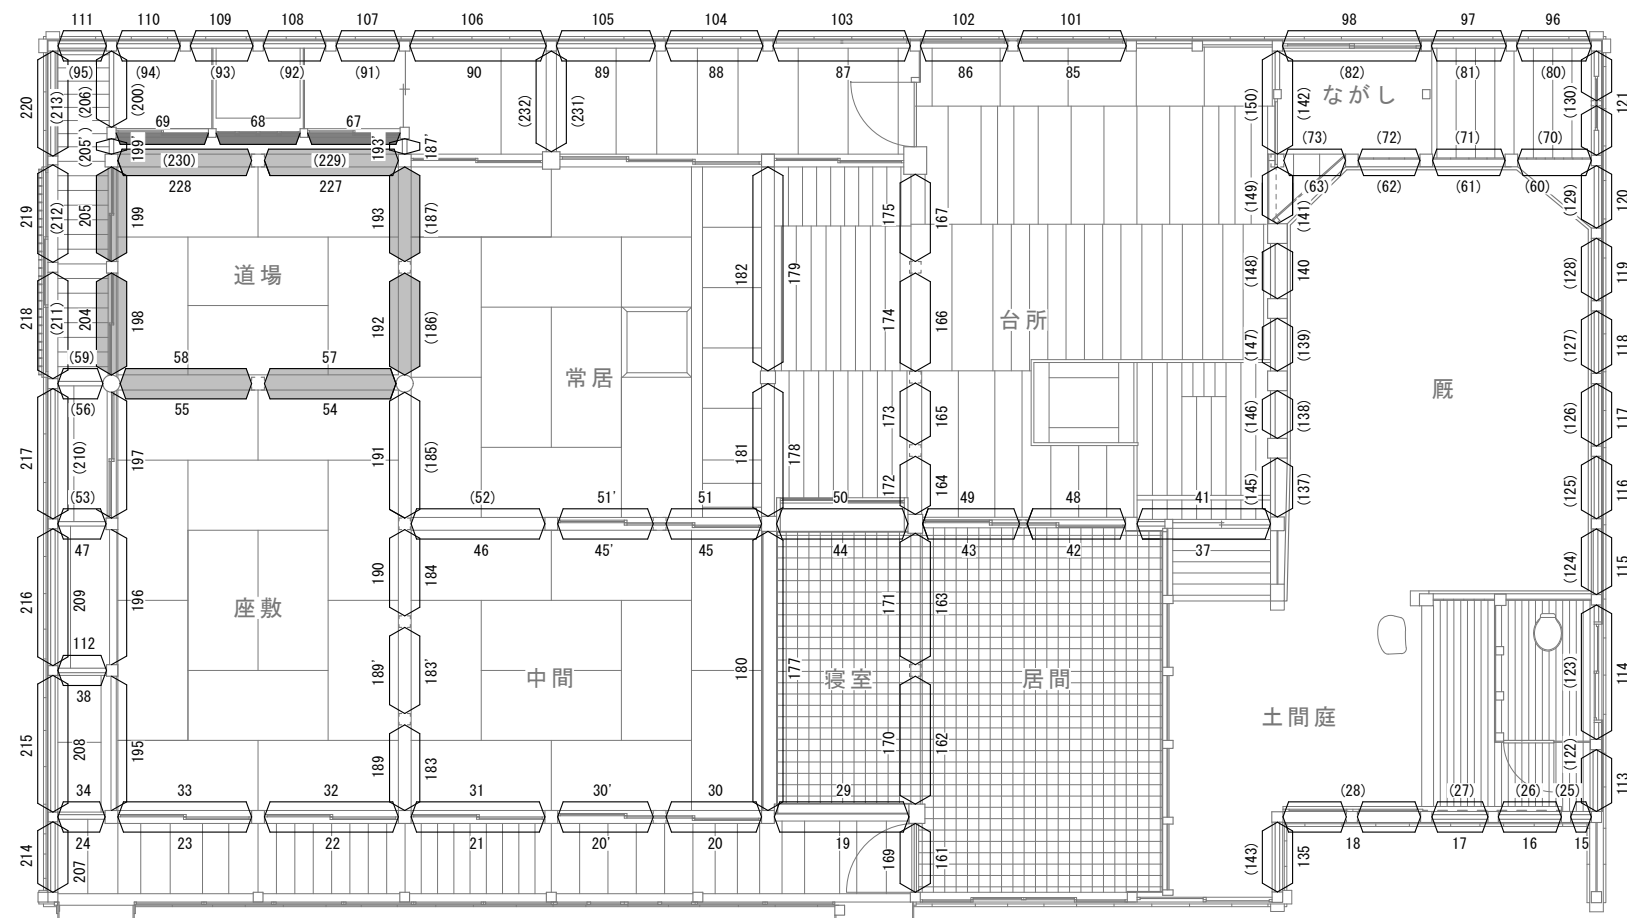 111 110 109 108 107 106 105 104 103 102 101 98 97 96
(95) (94) (93) (92) (91) 90 89 88 87 86 85 (82) (81) (80)
220 (213) (206) (200) (232) (231) (150) (142) ながし (130) 121
69 68 67
(205') 199' 193' 187'
(230) (229) (73) (72) (71) (70)
228 227 (63) (62) (61) (60)
219 (212) 205 199 193 (187) 175 167 (149) (141) (129) 120
道場 182 179 (148) 140 (128) 119
218 (211) 204 198 192 (186) 174 166 台所 (147) (139) (127) 118
(59) 58 57 常居 厩
(56) 55 54
217 (210) 197 191 (185) 181 178 173 165 (146) (138) (126) 117
172 164 (145) (137) (125) 116
(53) (52) 51' 51 50 49 48 41
47 46 45' 45 44 43 42 37
216 209 196 190 184 171 163 (124) 115
座敷
112 189' 183' 中間 180 177 寝室 居間 (123) 114
38 土間庭
215 208 195 189 183 170 162 (122) 113
34 33 32 31 30' 30 29 (28) (27) (26) (25)
24 23 22 21 20' 20 19 18 17 16 15
214 207 169 161 (143) 135